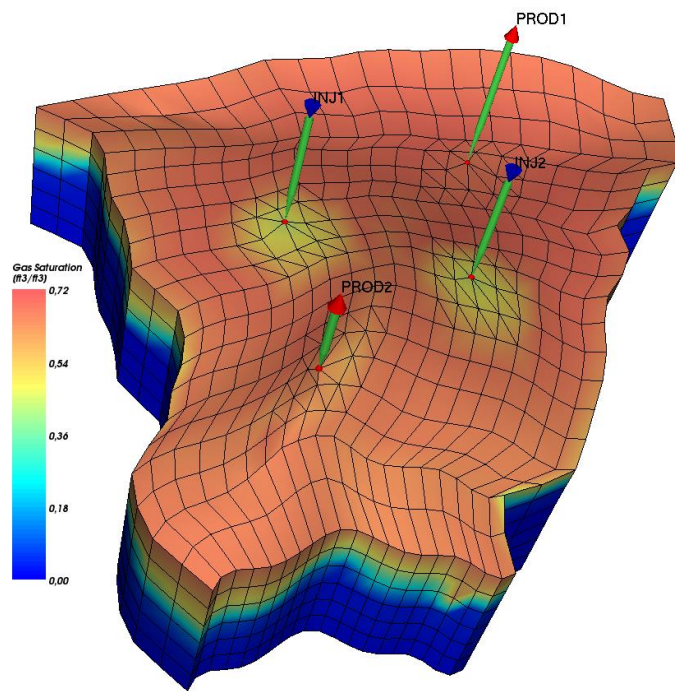 PROD1
INJ1
INJ2
Gas Saturation
(ft3/ft3)
PROD2
0,72
0,54
0,36
0,18
0,00